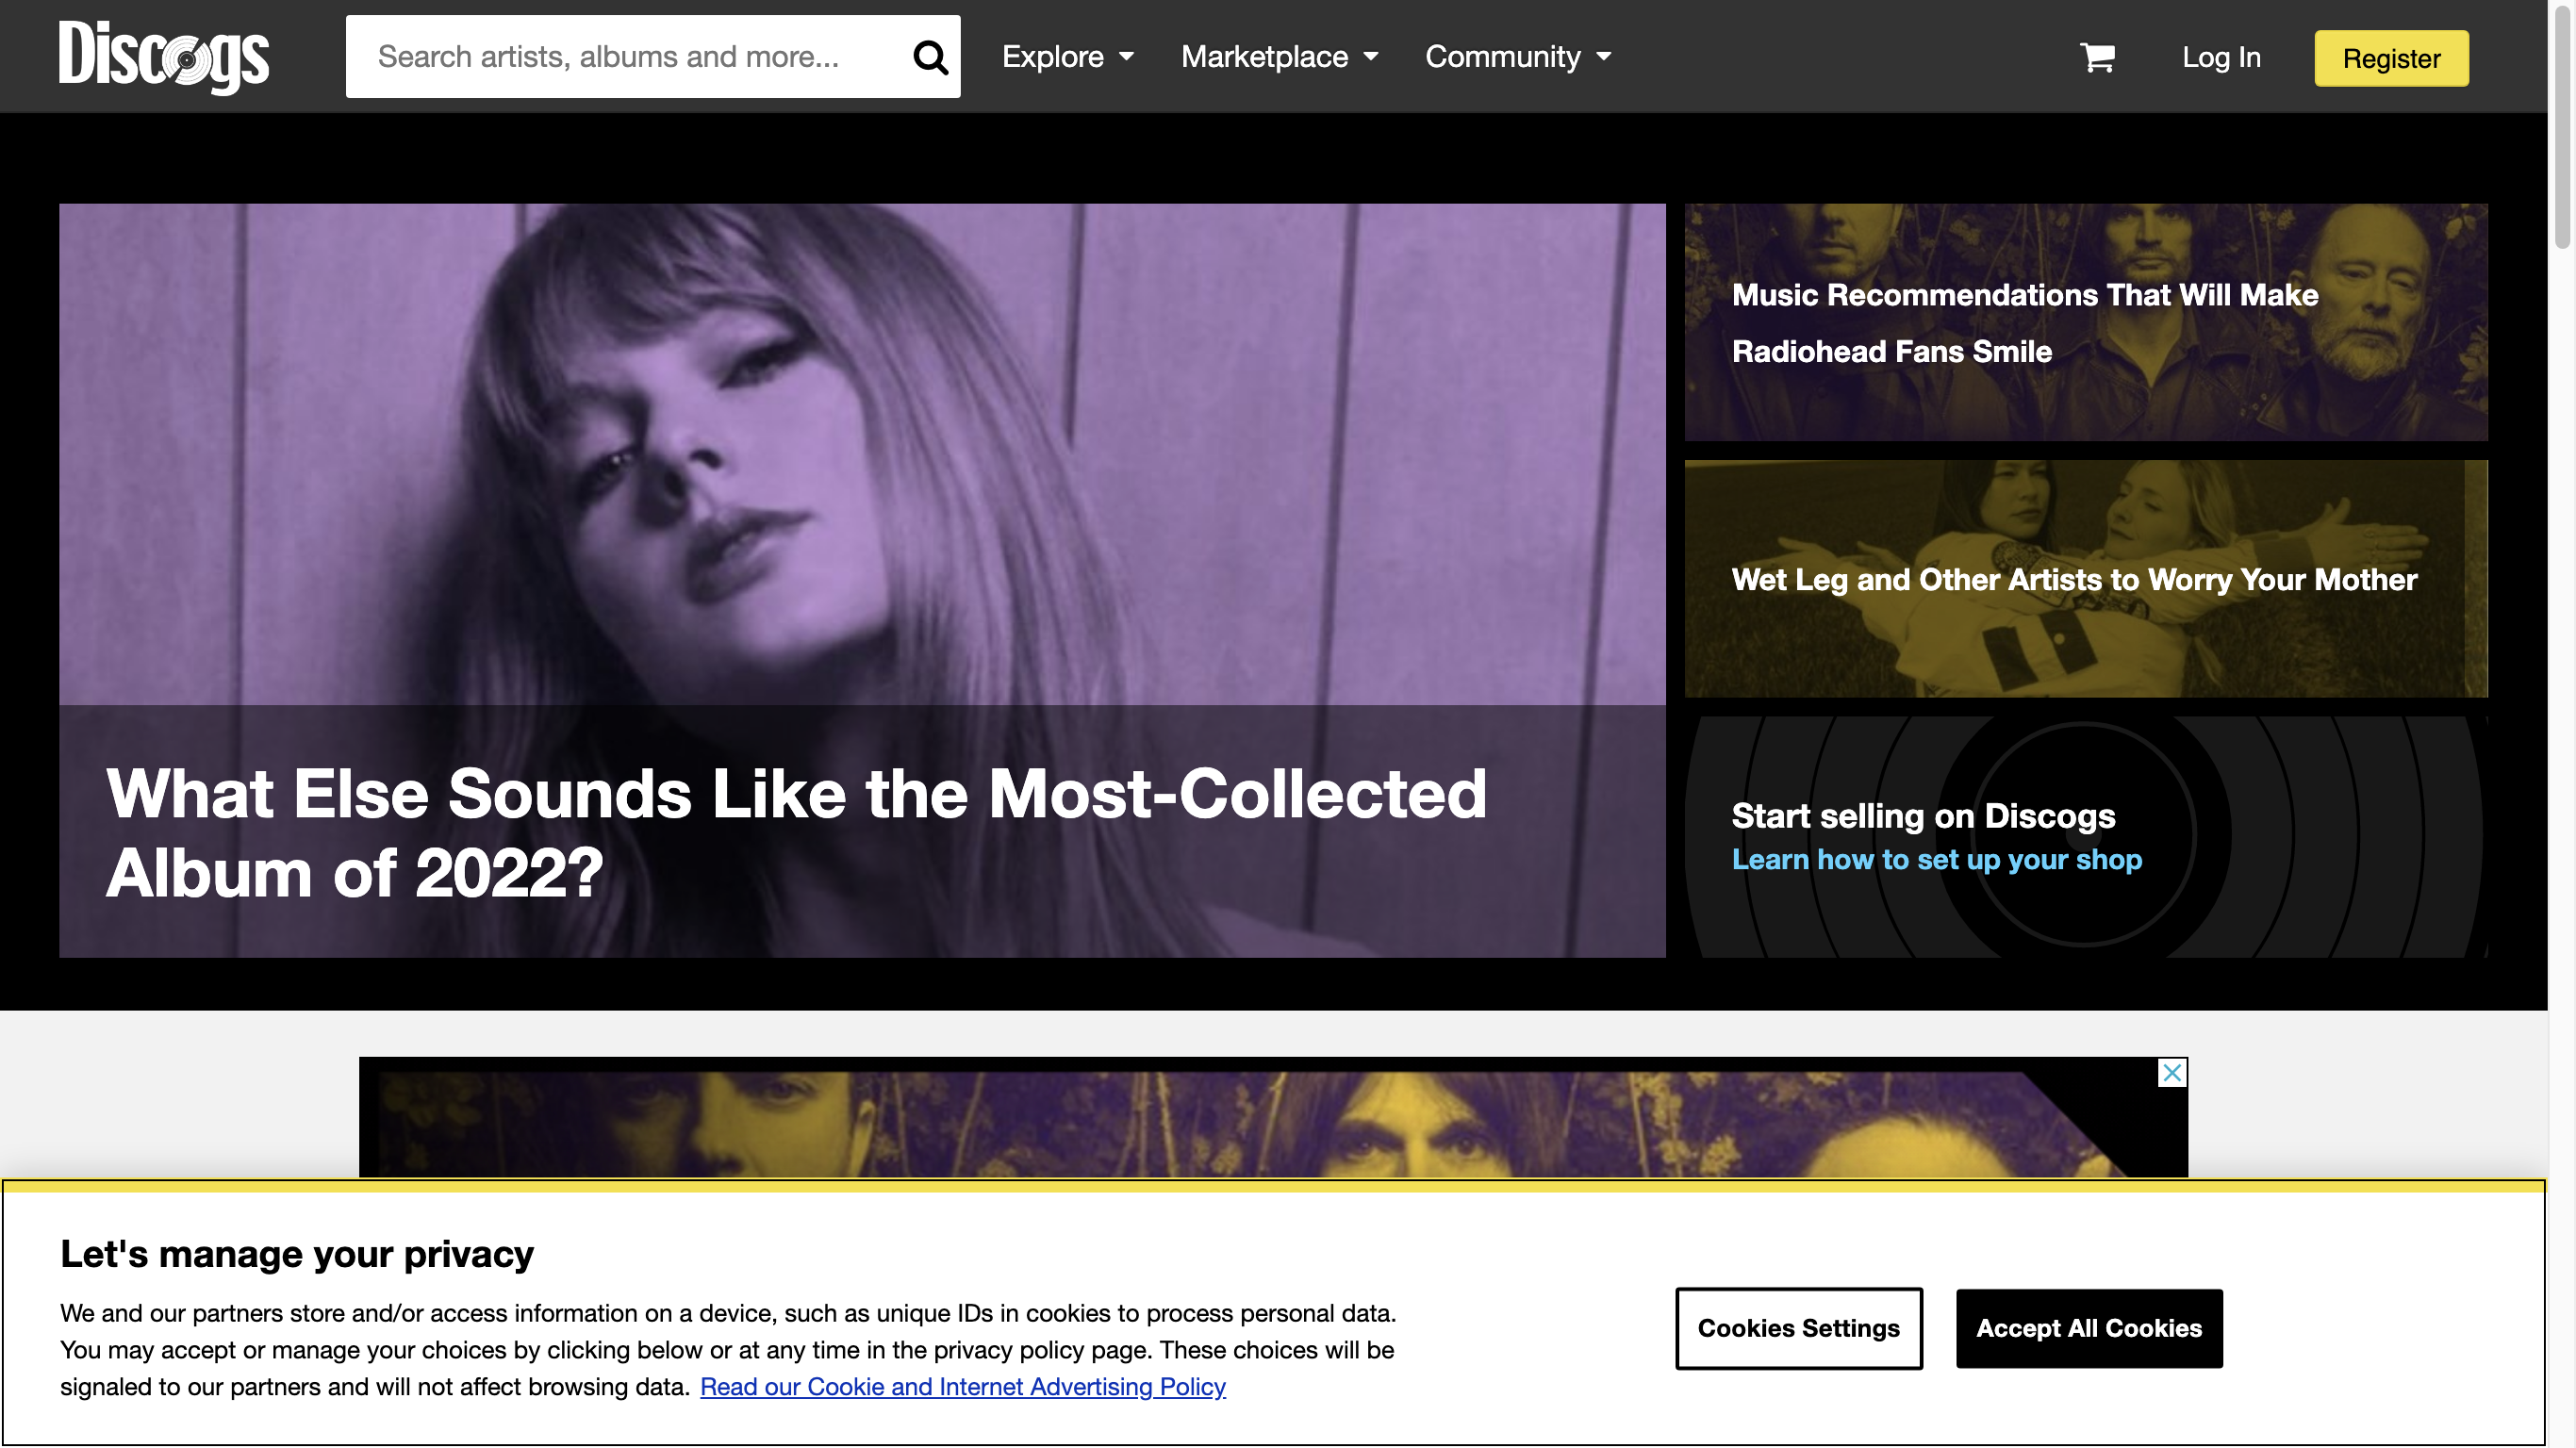 Discogs
Search artists, albums and more...
Explore
Marketplace
Community
Log In
Register
What Else Sounds Like the Most-Collected
Album of 2022?
Music Recommendations That Will Make
Radiohead Fans Smile
Wet Leg and Other Artists to Worry Your Mother
Start selling on Discogs
Learn how to set up your shop
Let's manage your privacy
We and our partners store and/or access information on a device, such as unique IDs in cookies to process personal data.
You may accept or manage your choices by clicking below or at any time in the privacy policy page. These choices will be
signaled to our partners and will not affect browsing data. Read our Cookie and Internet Advertising Policy
Cookies Settings
Accept All Cookies